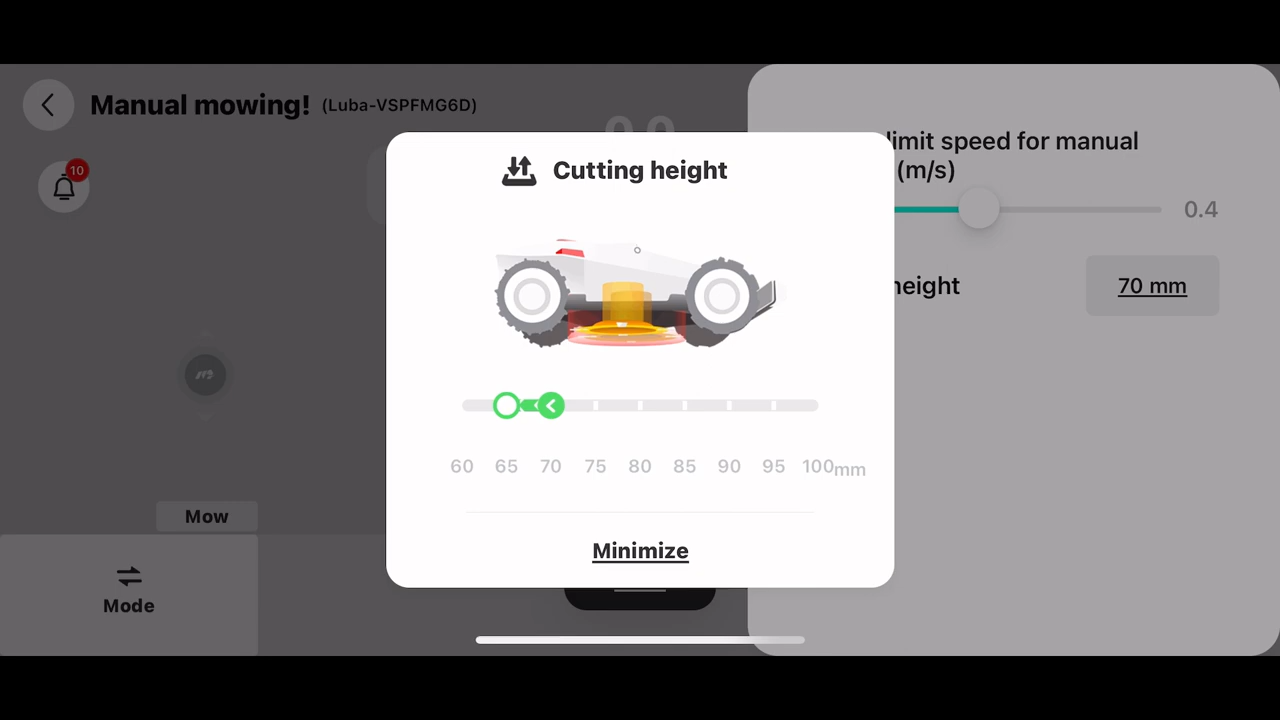 Manual mowing! (Luba-VSPFMG6D)
10
Cutting height
limit speed for manual
(m/s)
0.4
height
70 mm
60 65 70 75 80 85 90 95 100mm
Mow
Minimize
Mode